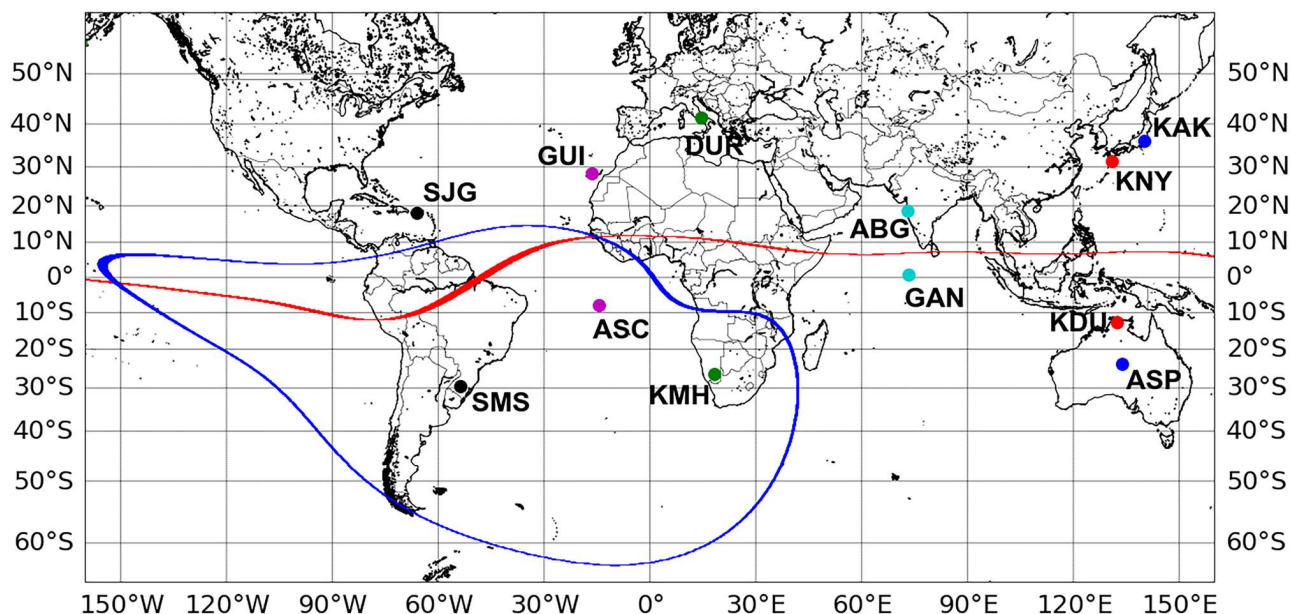 50°N 50°N
40°N 40°N
KAK
DUR
GUI
30°N 30°N
KNY
SJG
20°N 20°N
ABG
10°N 10°N
0° 0°
GAN
KDU
10°S 10°S
ASC
20°S 20°S
ASP
30°S 30°S
KMH
SMS
40°S 40°S
50°S 50°S
60°S 60°S
150°W 120°W 90°W 60°W 30°W 0° 30°E 60°E 90°E 120°E 150°E